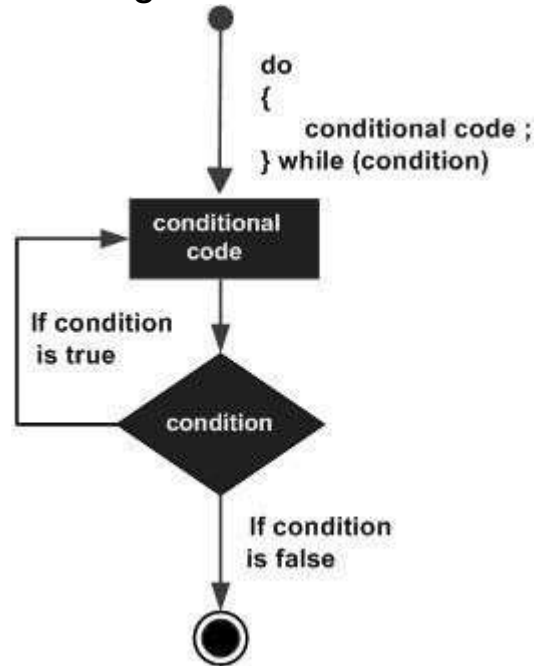 do
{
conditional code ;
} while (condition)
conditional
code
If condition
is true
condition
If condition
is false